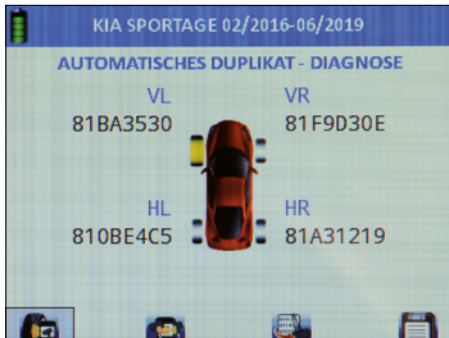 KIA SPORTAGE 02/2016-06/2019
AUTOMATISCHES DUPLIKAT - DIAGNOSE
VL VR
81BA3530 81F9D30E
HL HR
810BE4C5 81A31219